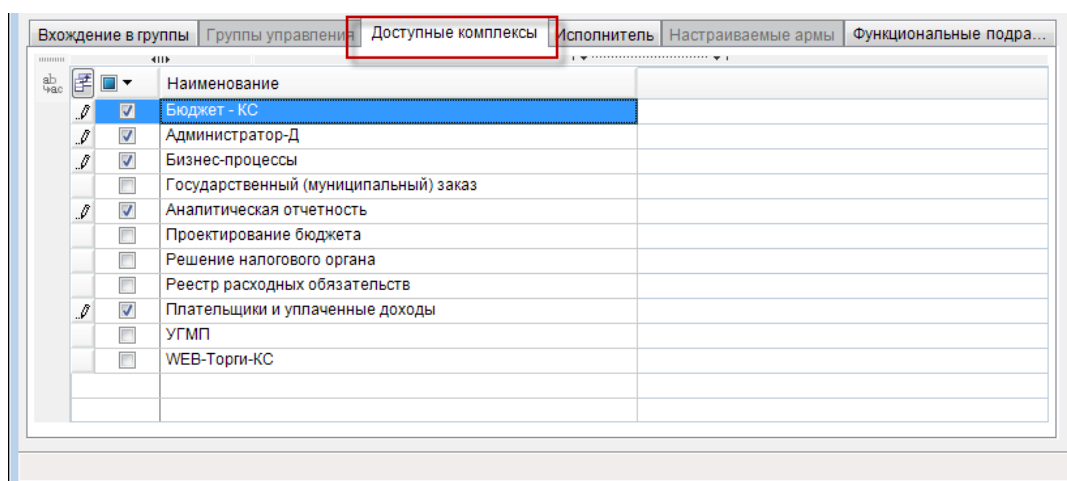 Вхождение в группы Группы управления Доступные комплексы Исполнитель Настраиваемые армы Функциональные подра...
Наименование
Бюджет - КС
Администратор-Д
Бизнес-процессы
Государственный (муниципальный) заказ
Аналитическая отчетность
Проектирование бюджета
Решение налогового органа
Реестр расходных обязательств
Плательщики и уплаченные доходы
УГМП
WEB-Торги-КС